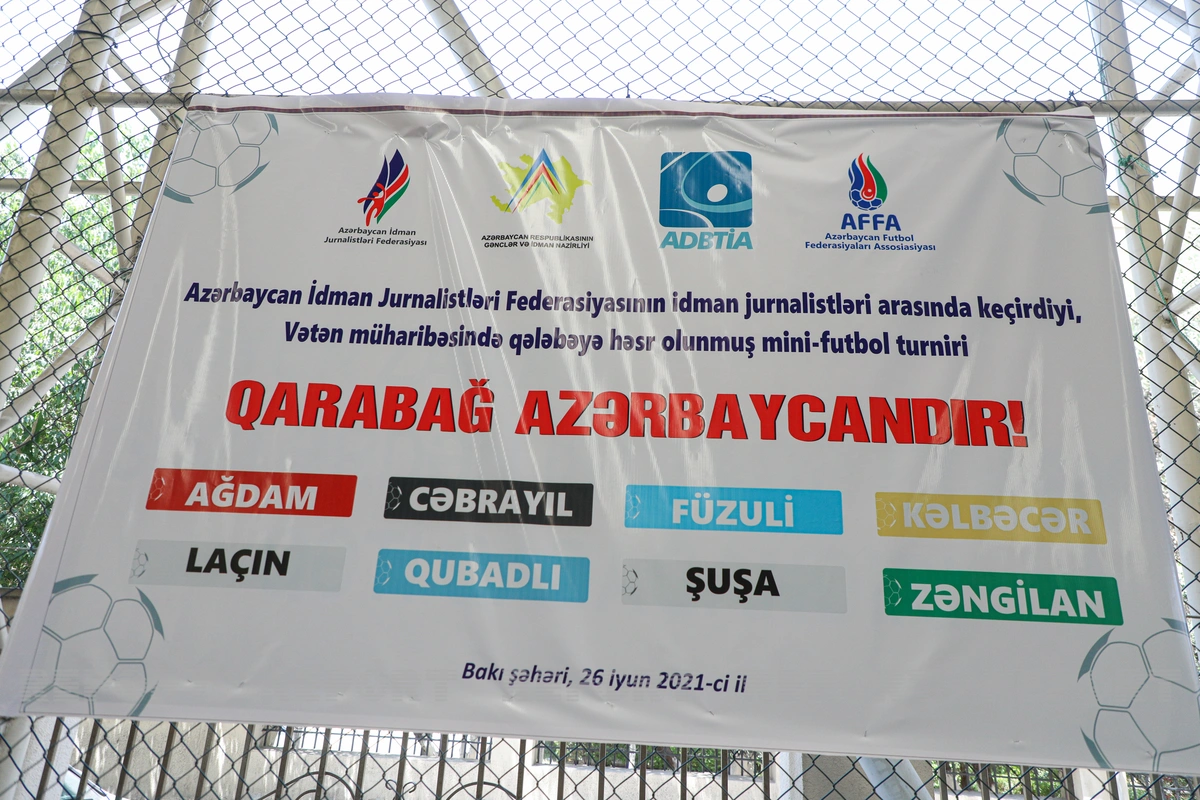 Azərbaycan İdman
Jurnalistləri Federasiyası
AZƏRBAYCAN RESPUBLİKASININ
GƏNCLƏR VƏ İDMAN NAZİRLİYİ
ADBTİA
AFFA
Azərbaycan Futbol
Federasiyaları Assosiasiyası
Azərbaycan İdman Jurnalistləri Federasiyasının idman jurnalistləri arasında keçirdiyi,
Vətən müharibəsində qələbəyə həsr olunmuş mini-futbol turniri
QARABAĞ AZƏRBAYCANDIR!
AĞDAM CƏBRAYIL FÜZULİ KƏLBƏCƏR
LAÇIN QUBADLI ŞUŞA ZƏNGİLAN
Bakı şəhəri, 26 iyun 2021-ci il